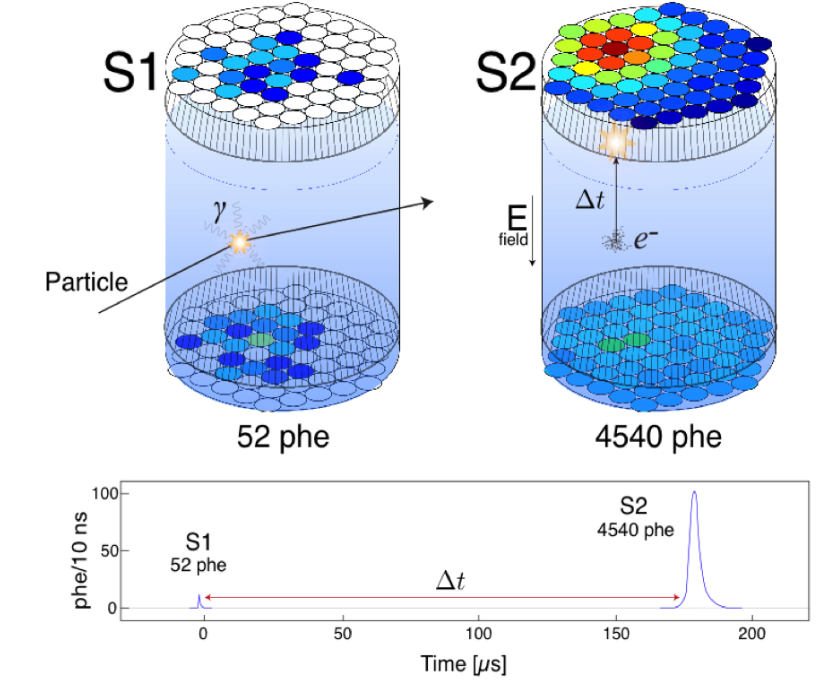 S1
S2
γ
Particle
Δt
E
field
e-
52 phe
4540 phe
phe/10 ns
100
50
0
S1
52 phe
Δt
S2
4540 phe
0
50
100
150
200
Time [μs]